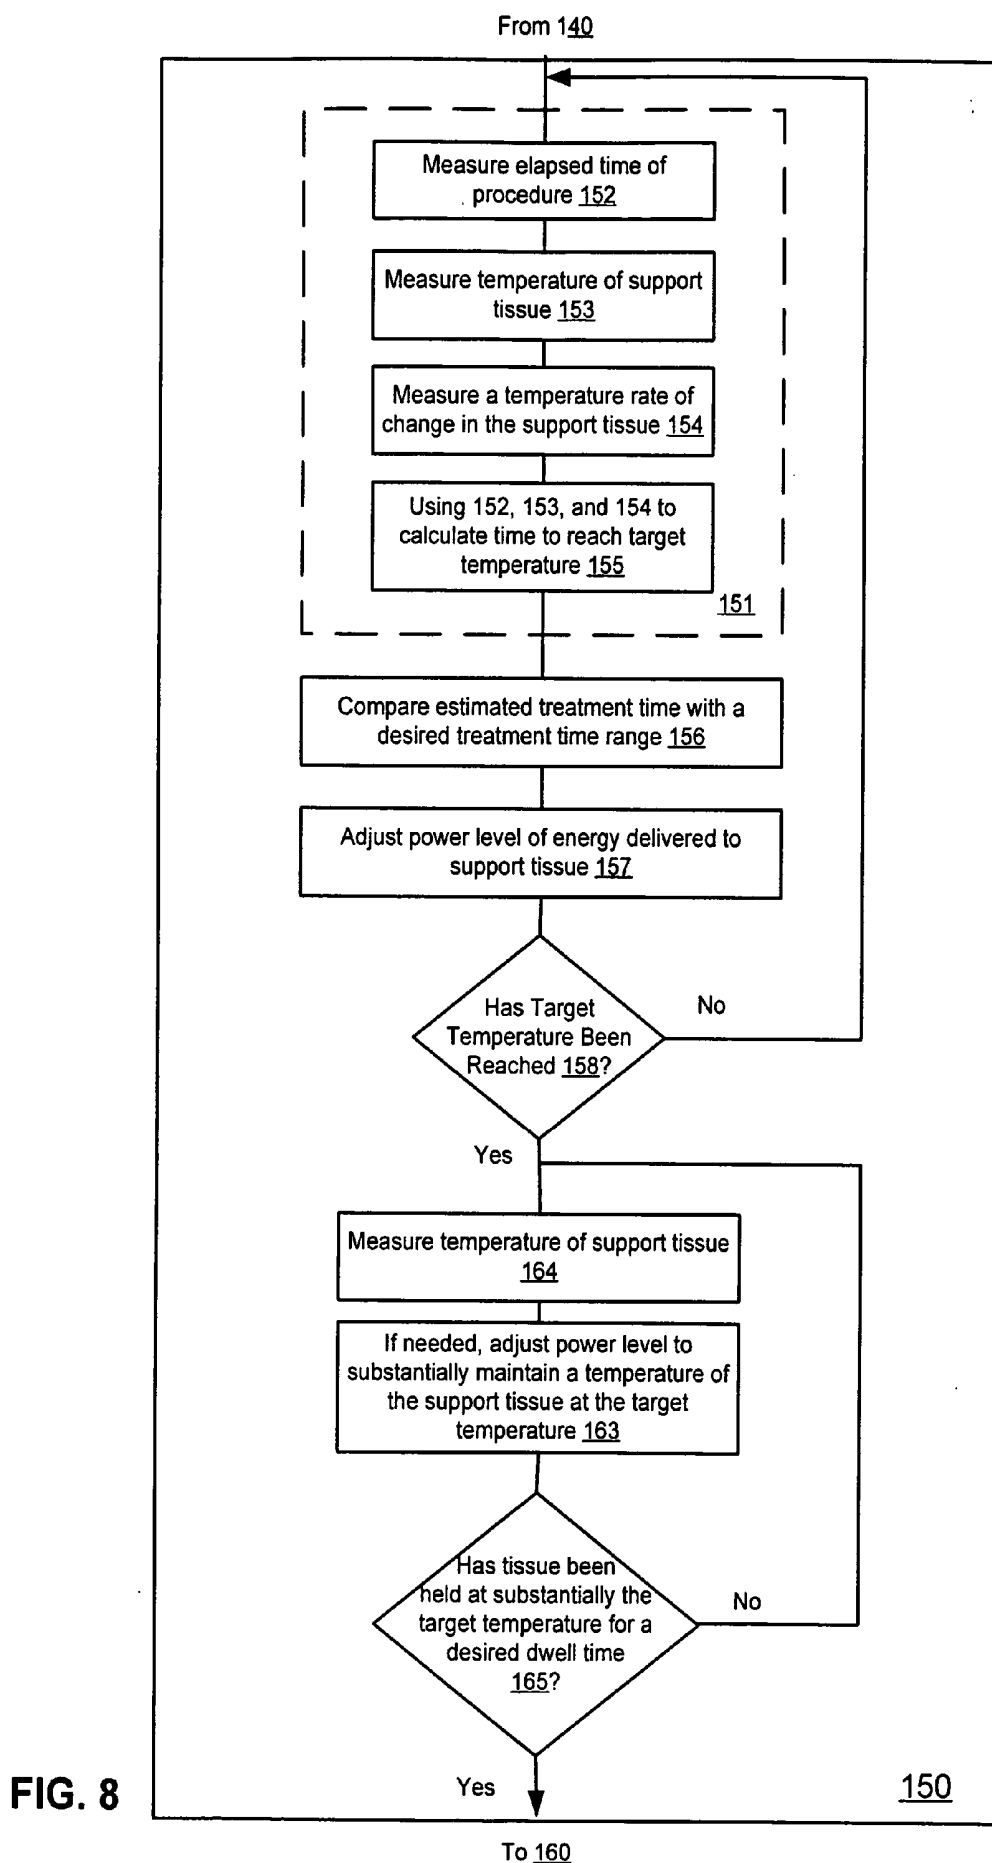 From 140
Measure elapsed time of
procedure 152
Measure temperature of support
tissue 153
Measure a temperature rate of
change in the support tissue 154
Using 152, 153, and 154 to
calculate time to reach target
temperature 155
151
Compare estimated treatment time with a
desired treatment time range 156
Adjust power level of energy delivered to
support tissue 157
Has Target
Temperature Been
Reached 158?
No
Yes
Measure temperature of support tissue
164
If needed, adjust power level to
substantially maintain a temperature of
the support tissue at the target
temperature 163
Has tissue been
held at substantially the
target temperature for a
desired dwell time
165?
No
Yes
150
FIG. 8
To 160